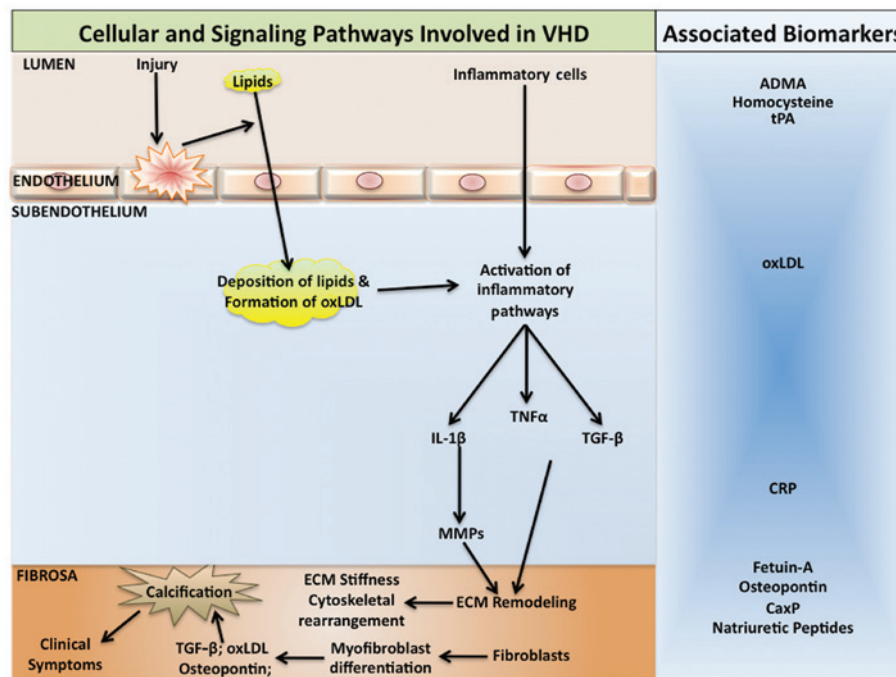 Cellular and Signaling Pathways Involved in VHD
Associated Biomarkers
LUMEN
Injury
Lipids
Inflammatory cells
ADMA
Homocysteine
tPA
ENDOTHELIUM
SUBENDOTHELIUM
Deposition of lipids &
Formation of oxLDL
Activation of
inflammatory
pathways
oxLDL
IL-1β
TNFα
TGF-β
CRP
MMPs
FIBROSA
Calcification
ECM Stiffness
Cytoskeletal
rearrangement
ECM Remodeling
Fetuin-A
Osteopontin
CaxP
Natriuretic Peptides
Clinical
Symptoms
TGF-β; oxLDL
Osteopontin;
Myofibroblast
differentiation
Fibroblasts